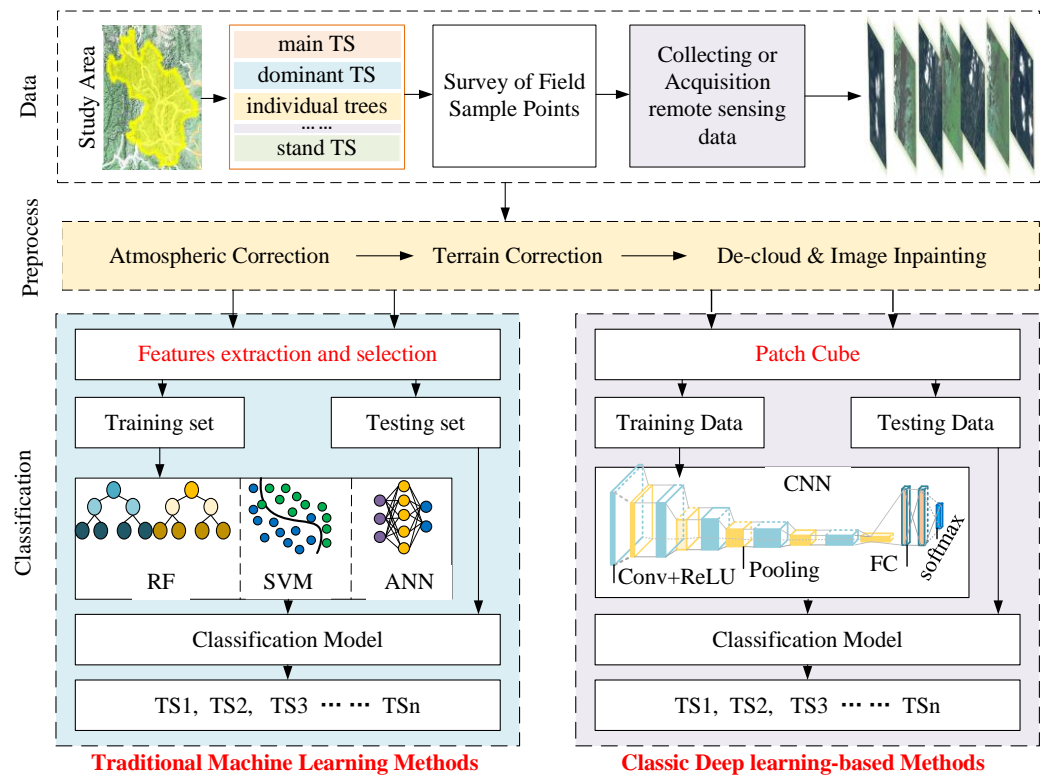 Data
Study Area
main TS
dominant TS
individual trees
... ...
stand TS
Survey of Field
Sample Points
Collecting or
Acquisition
remote sensing
data
Preprocess
Atmospheric Correction
Terrain Correction
De-cloud & Image Inpainting
Classification
Features extraction and selection
Training set
Testing set
RF
SVM
ANN
Classification Model
TS1, TS2, TS3 ... ... TSn
Traditional Machine Learning Methods
Patch Cube
Training Data
Testing Data
CNN
Conv+ReLU
Pooling
FC
softmax
Classification Model
TS1, TS2, TS3 ... ... TSn
Classic Deep learning-based Methods